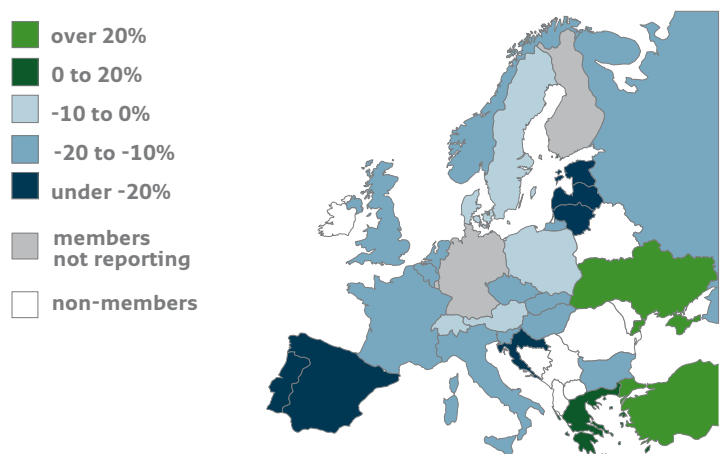 over 20%
0 to 20%
-10 to 0%
-20 to -10%
under -20%
members
not reporting
non-members